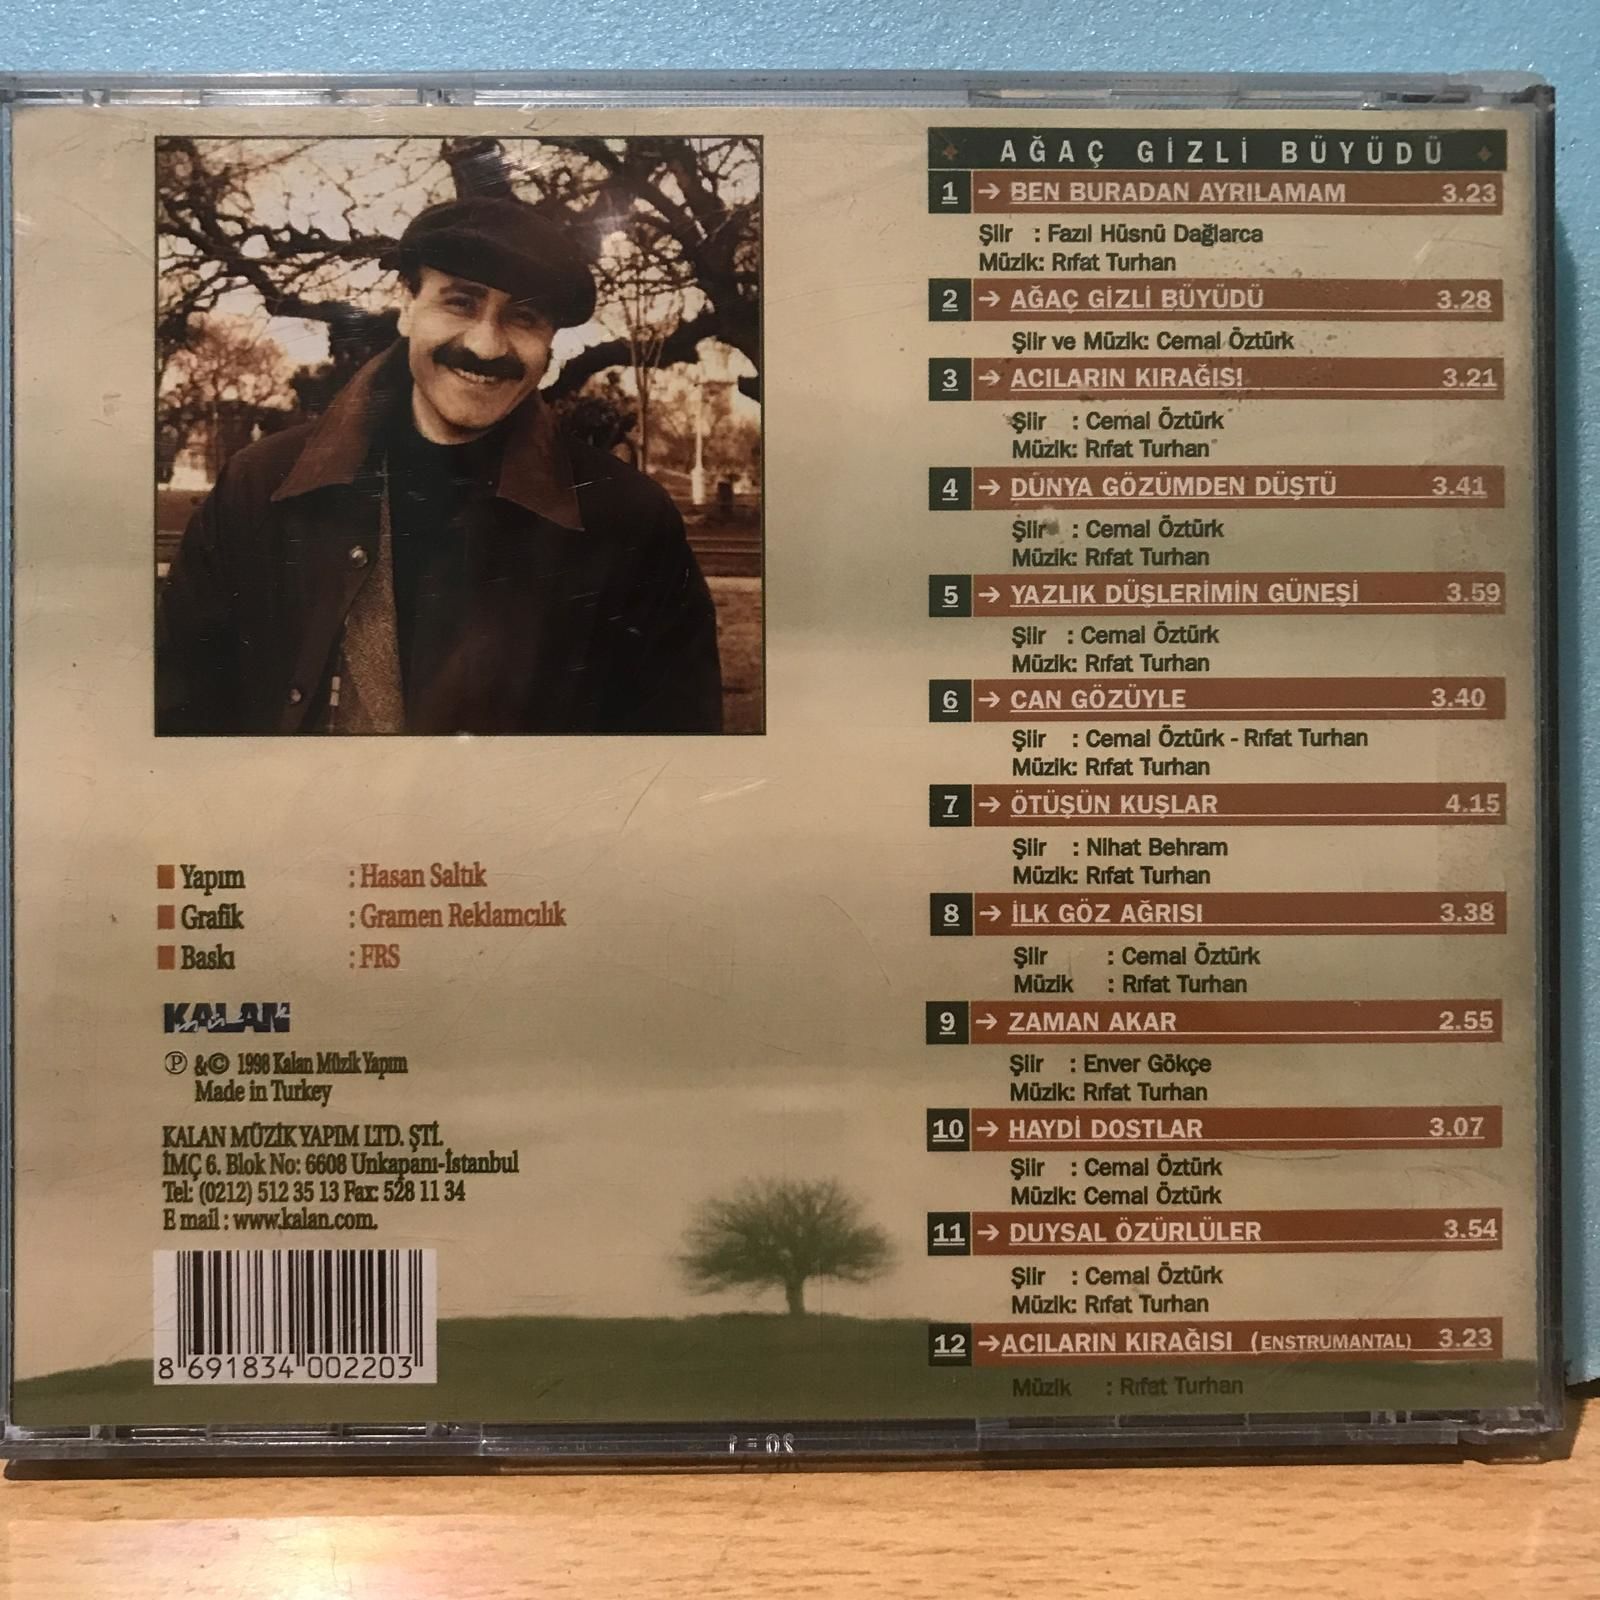 AĞAÇ GİZLİ BÜYÜDÜ
1 → BEN BURADAN AYRILAMAM 3.23
Şiir : Fazıl Hüsnü Dağlarca
Müzik: Rıfat Turhan
2 → AĞAÇ GİZLİ BÜYÜDÜ 3.28
Şiir ve Müzik: Cemal Öztürk
3 → ACILARIN KIRAĞISI 3.21
Şiir : Cemal Öztürk
Müzik: Rıfat Turhan
4 → DÜNYA GÖZÜMDEN DÜŞTÜ 3.41
Şiir : Cemal Öztürk
Müzik: Rıfat Turhan
5 → YAZLIK DÜŞLERİMİN GÜNEŞİ 3.59
Şiir : Cemal Öztürk
Müzik: Rıfat Turhan
6 → CAN GÖZÜYLE 3.40
Şiir : Cemal Öztürk - Rıfat Turhan
Müzik: Rıfat Turhan
7 → ÖTÜŞÜN KUŞLAR 4.15
Şiir : Nihat Behram
Müzik: Rıfat Turhan
8 → İLK GÖZ AĞRISI 3.38
Şiir : Cemal Öztürk
Müzik : Rıfat Turhan
9 → ZAMAN AKAR 2.55
Şiir : Enver Gökçe
Müzik: Rıfat Turhan
10 → HAYDİ DOSTLAR 3.07
Şiir : Cemal Öztürk
Müzik: Cemal Öztürk
11 → DUYSAL ÖZÜRLÜLER 3.54
Şiir : Cemal Öztürk
Müzik: Rıfat Turhan
12 → ACILARIN KIRAĞISI (ENSTRUMANTAL) 3.23
Müzik : Rıfat Turhan
Yapım : Hasan Saltık
Grafik : Gramen Reklamcılık
Baskı : FRS
KALAN müzik
℗ &© 1998 Kalan Müzik Yapım
Made in Turkey
KALAN MÜZİK YAPIM LTD. ŞTİ.
İMÇ 6. Blok No: 6608 Unkapanı-İstanbul
Tel: (0212) 512 35 13 Fax: 528 11 34
E mail : www.kalan.com.
8 691834 002203